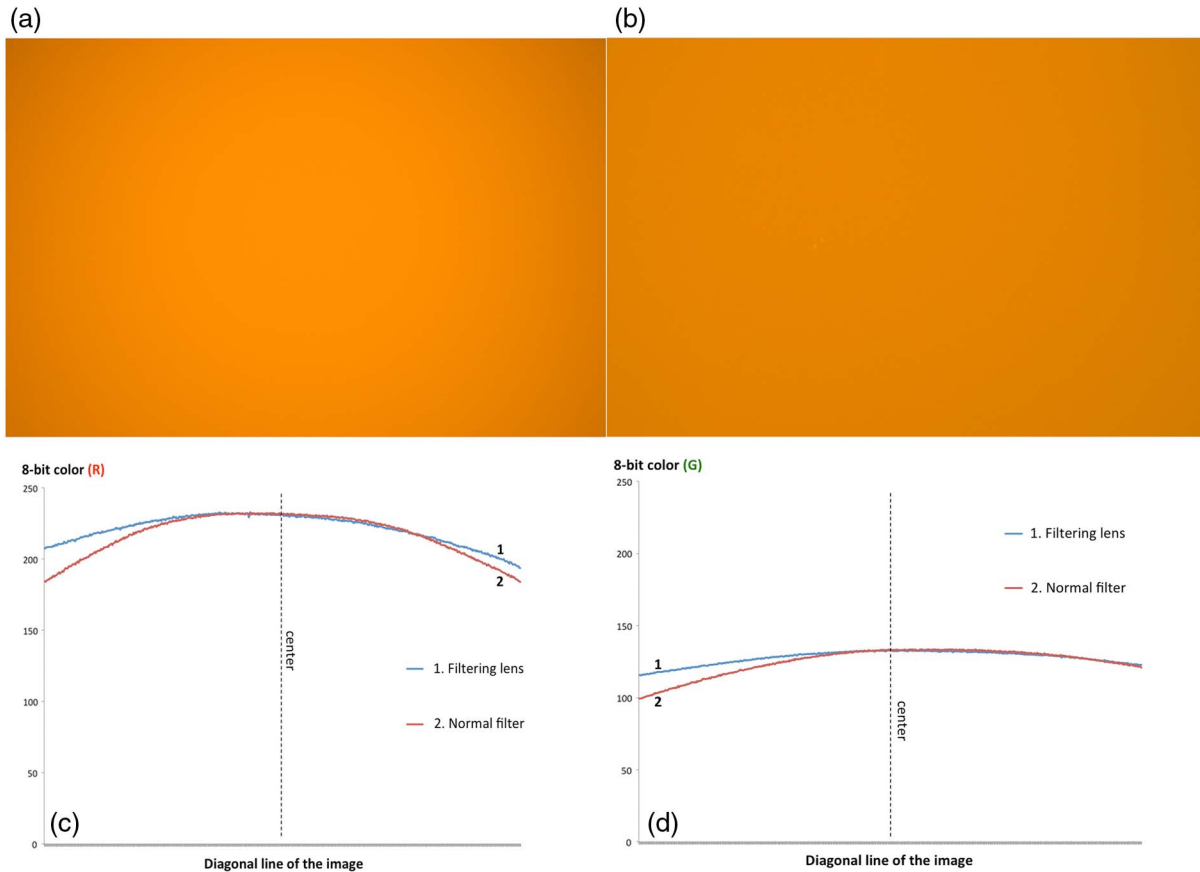 (a)
(b)
8-bit color (R)
250
200
150
100
50
0
1
2
center
1. Filtering lens
2. Normal filter
(c)
Diagonal line of the image
8-bit color (G)
250
200
150
100
50
0
1
2
center
1. Filtering lens
2. Normal filter
(d)
Diagonal line of the image